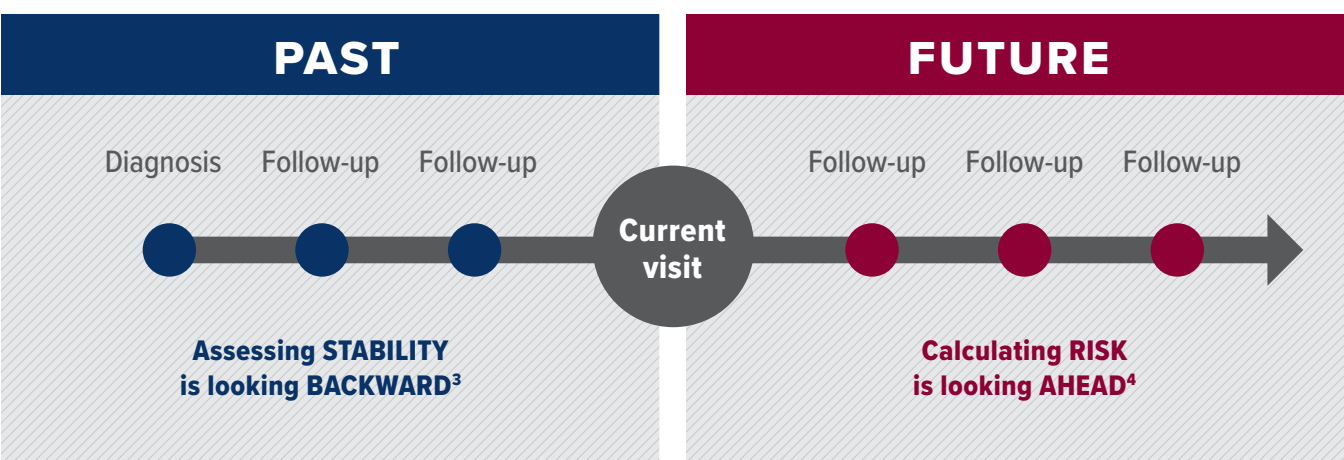 PAST
FUTURE
Diagnosis
Follow-up
Follow-up
Follow-up
Follow-up
Follow-up
Current
visit
Assessing STABILITY
is looking BACKWARD³
Calculating RISK
is looking AHEAD⁴